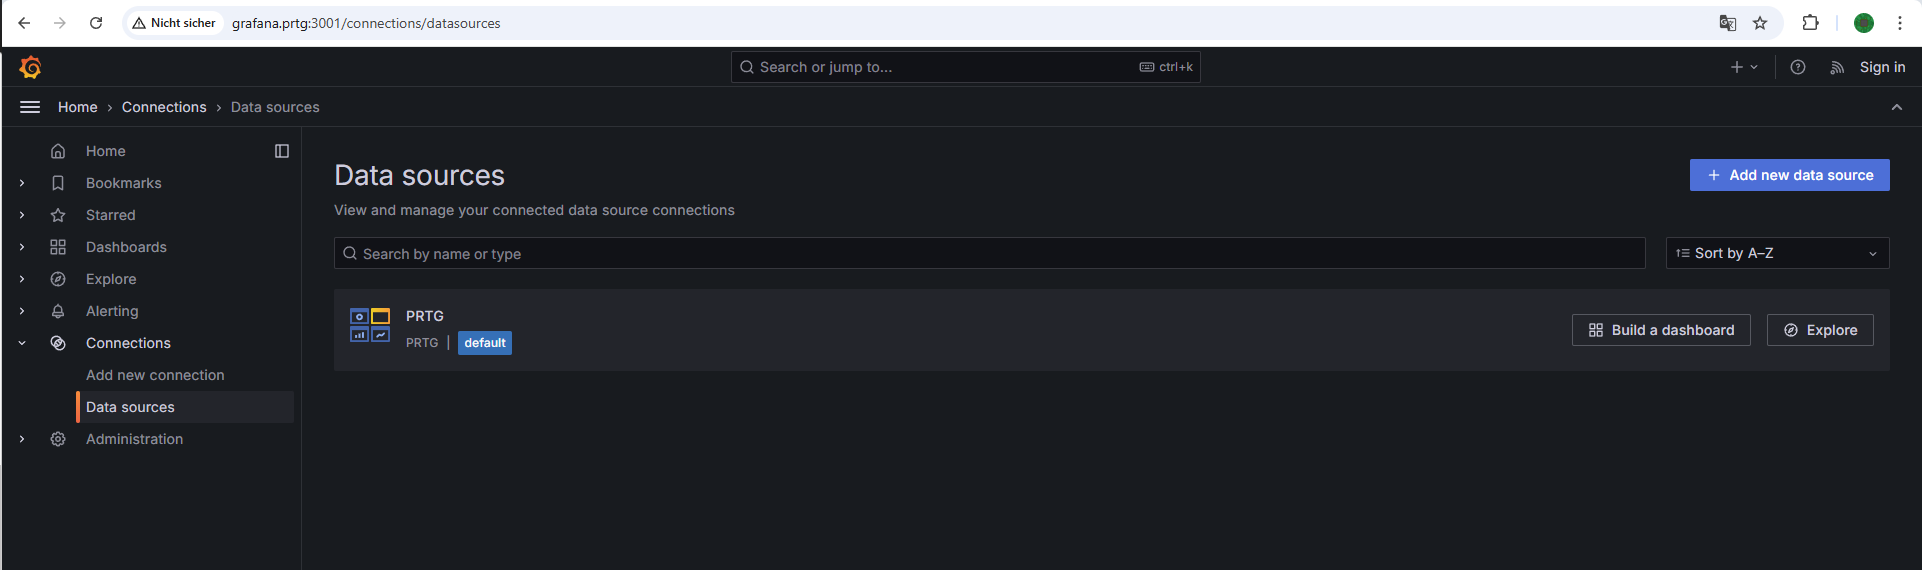 Nicht sicher grafana.prtg:3001/connections/datasources
Search or jump to... ctrl+k Sign in
Home › Connections › Data sources
Home
Bookmarks
Starred
Dashboards
Explore
Alerting
Connections
Add new connection
Data sources
Administration
Data sources
Add new data source
View and manage your connected data source connections
Search by name or type
Sort by A–Z
PRTG
PRTG | default
Build a dashboard
Explore